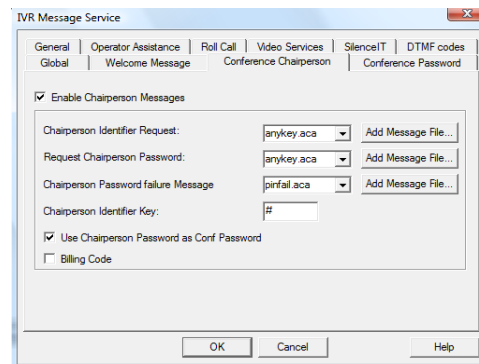 IVR Message Service
General Operator Assistance Roll Call Video Services SilenceIT DTMF codes
Global Welcome Message Conference Chairperson Conference Password
Enable Chairperson Messages
Chairperson Identifier Request: anykey.aca Add Message File...
Request Chairperson Password: anykey.aca Add Message File...
Chairperson Password failure Message pinfail.aca Add Message File...
Chairperson Identifier Key: #
Use Chairperson Password as Conf Password
Billing Code
OK Cancel Help